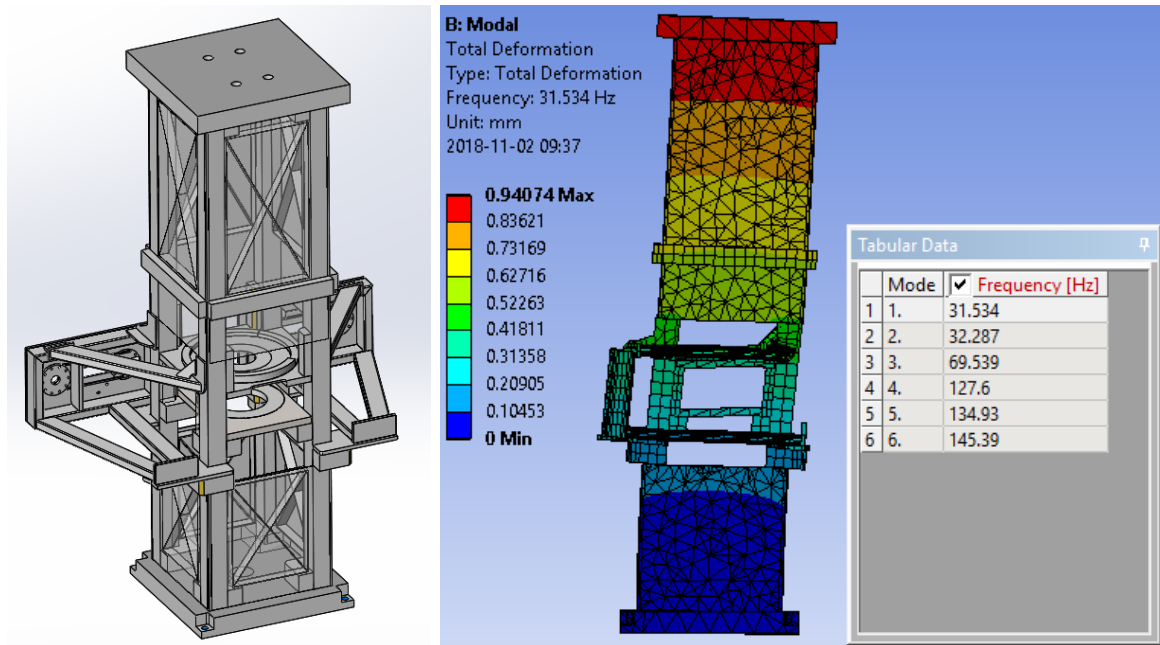 B: Modal
Total Deformation
Type: Total Deformation
Frequency: 31.534 Hz
Unit: mm
2018-11-02 09:37
0.94074 Max
0.83621
0.73169
0.62716
0.52263
0.41811
0.31358
0.20905
0.10453
0 Min
Tabular Data
Mode Frequency [Hz]
1 1. 31.534
2 2. 32.287
3 3. 69.539
4 4. 127.6
5 5. 134.93
6 6. 145.39